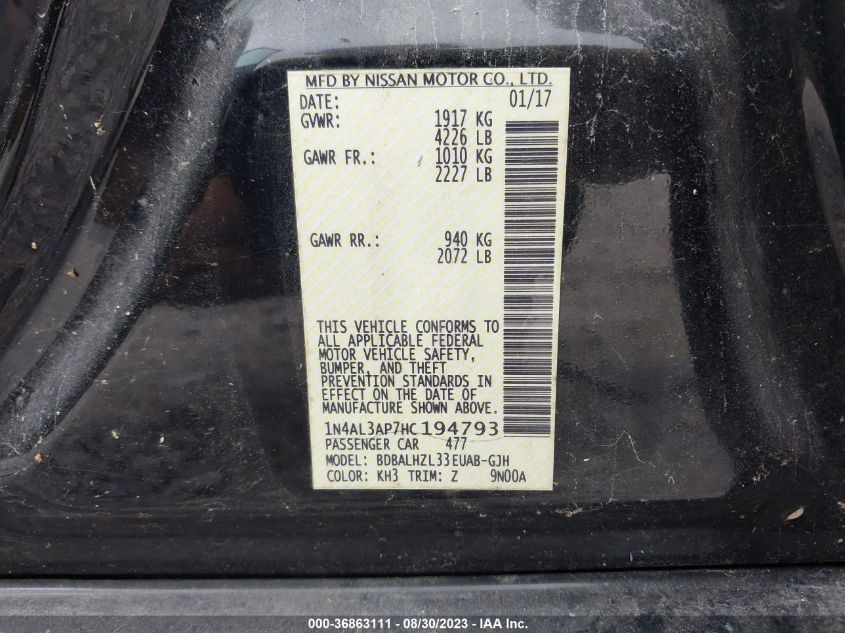 MFD BY NISSAN MOTOR CO., LTD.
DATE: 01/17
GVWR: 1917 KG
4226 LB
GAWR FR.: 1010 KG
2227 LB
GAWR RR.: 940 KG
2072 LB
THIS VEHICLE CONFORMS TO
ALL APPLICABLE FEDERAL
MOTOR VEHICLE SAFETY,
BUMPER, AND THEFT
PREVENTION STANDARDS IN
EFFECT ON THE DATE OF
MANUFACTURE SHOWN ABOVE.
1N4AL3AP7HC194793
PASSENGER CAR 477
MODEL: BDBALHZL33EUAB-GJH
COLOR: KH3 TRIM: Z 9N00A
000-36863111 - 08/30/2023 - IAA Inc.